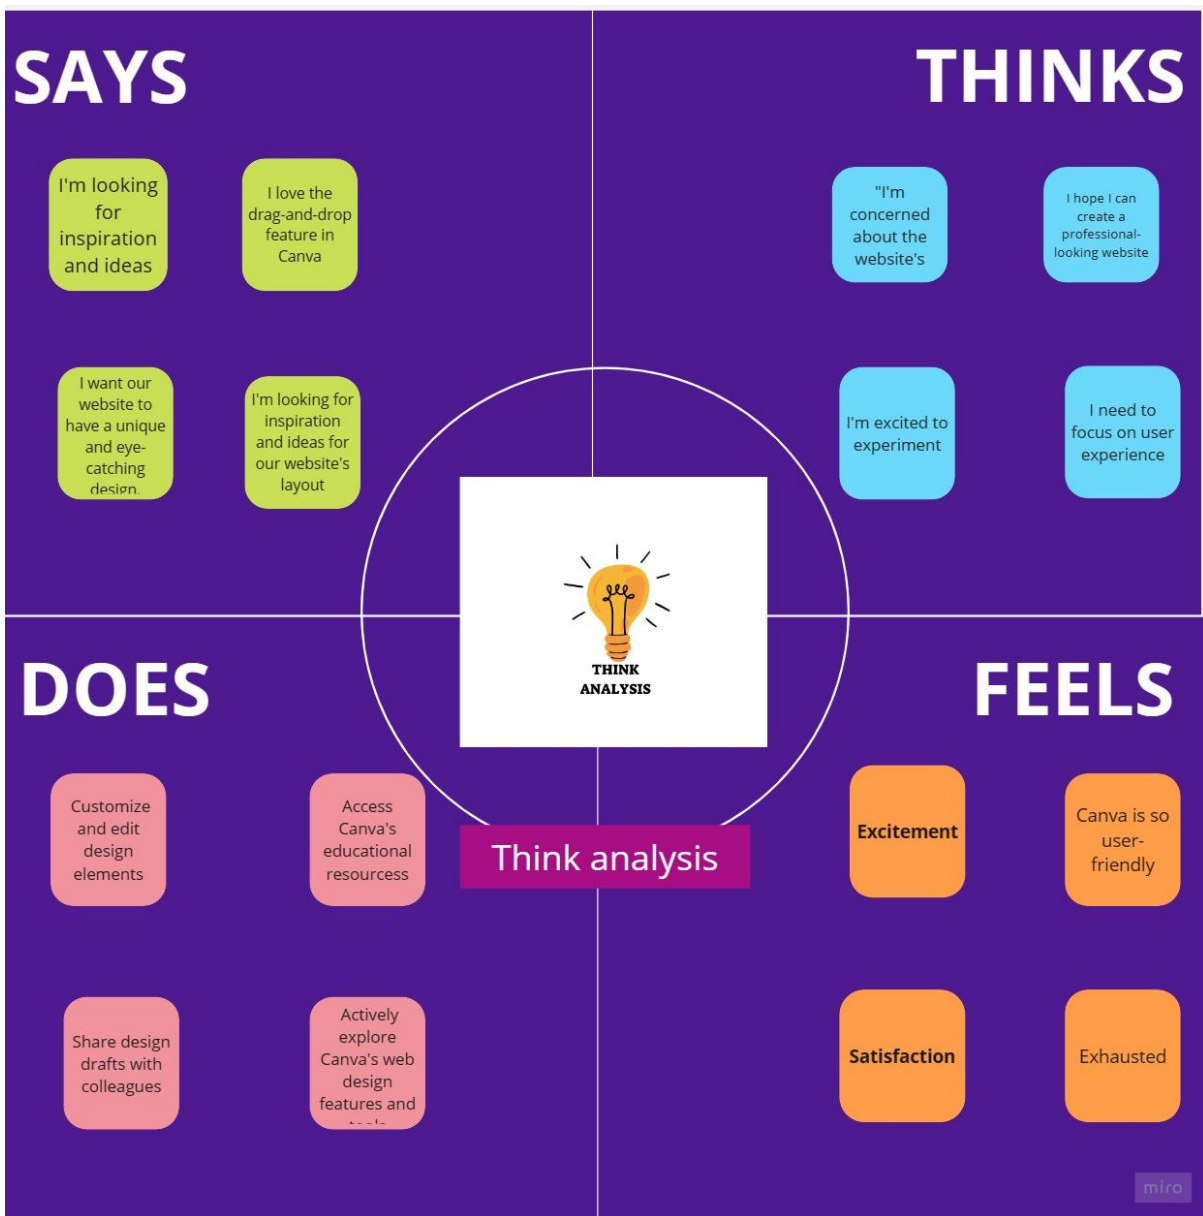 SAYS
THINKS
I'm looking
for
inspiration
and ideas
I love the
drag-and-drop
feature in
Canva
"I'm
concerned
about the
website's
I hope I can
create a
professional-
looking website
I want our
website to
have a unique
and eye-
catching
design.
I'm looking for
inspiration
and ideas for
our website's
layout
I'm excited to
experiment
I need to
focus on user
experience
THINK
ANALYSIS
Think analysis
DOES
FEELS
Customize
and edit
design
elements
Access
Canva's
educational
resourcess
Excitement
Canva is so
user-
friendly
Share design
drafts with
colleagues
Actively
explore
Canva's web
design
features and
tools
Satisfaction
Exhausted
miro